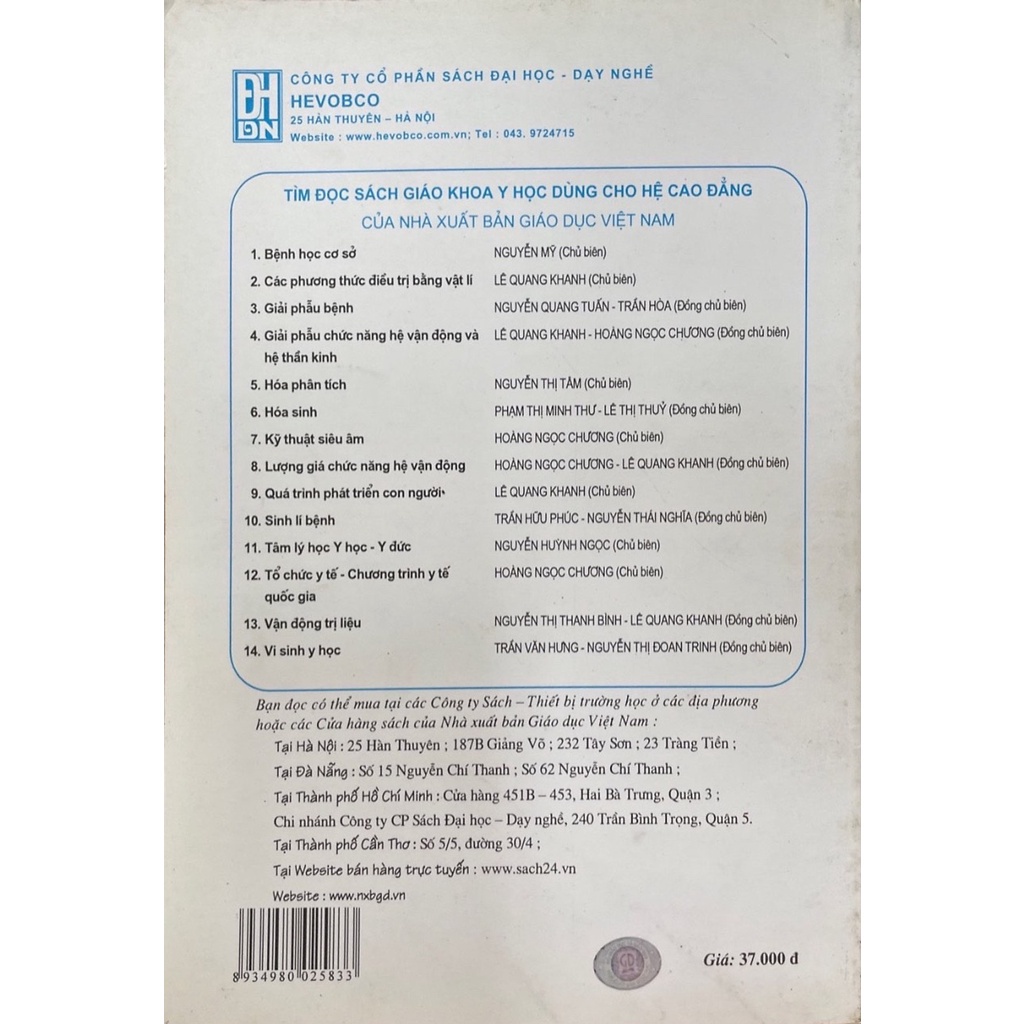 ĐH
DN
CÔNG TY CỔ PHẦN SÁCH ĐẠI HỌC - DẠY NGHỀ
HEVOBCO
25 HÀN THUYÊN – HÀ NỘI
Website : www.hevobco.com.vn; Tel : 043. 9724715
TÌM ĐỌC SÁCH GIÁO KHOA Y HỌC DÙNG CHO HỆ CAO ĐẲNG
CỦA NHÀ XUẤT BẢN GIÁO DỤC VIỆT NAM
1. Bệnh học cơ sở NGUYỄN MỸ (Chủ biên)
2. Các phương thức điều trị bằng vật lí LÊ QUANG KHANH (Chủ biên)
3. Giải phẫu bệnh NGUYỄN QUANG TUẤN - TRẦN HÒA (Đồng chủ biên)
4. Giải phẫu chức năng hệ vận động và LÊ QUANG KHANH - HOÀNG NGỌC CHƯƠNG (Đồng chủ biên)
hệ thần kinh
5. Hóa phân tích NGUYỄN THỊ TÂM (Chủ biên)
6. Hóa sinh PHẠM THỊ MINH THƯ - LÊ THỊ THUỶ (Đồng chủ biên)
7. Kỹ thuật siêu âm HOÀNG NGỌC CHƯƠNG (Chủ biên)
8. Lượng giá chức năng hệ vận động HOÀNG NGỌC CHƯƠNG - LÊ QUANG KHANH (Đồng chủ biên)
9. Quá trình phát triển con người LÊ QUANG KHANH (Chủ biên)
10. Sinh lí bệnh TRẦN HỮU PHÚC - NGUYỄN THÁI NGHĨA (Đồng chủ biên)
11. Tâm lý học Y học - Y đức NGUYỄN HUỲNH NGỌC (Chủ biên)
12. Tổ chức y tế - Chương trình y tế HOÀNG NGỌC CHƯƠNG (Chủ biên)
quốc gia
13. Vận động trị liệu NGUYỄN THỊ THANH BÌNH - LÊ QUANG KHANH (Đồng chủ biên)
14. Vi sinh y học TRẦN VĂN HƯNG - NGUYỄN THỊ ĐOAN TRINH (Đồng chủ biên)
Bạn đọc có thể mua tại các Công ty Sách – Thiết bị trường học ở các địa phương
hoặc các Cửa hàng sách của Nhà xuất bản Giáo dục Việt Nam :
Tại Hà Nội : 25 Hàn Thuyên ; 187B Giảng Võ ; 232 Tây Sơn ; 23 Tràng Tiền ;
Tại Đà Nẵng : Số 15 Nguyễn Chí Thanh ; Số 62 Nguyễn Chí Thanh ;
Tại Thành phố Hồ Chí Minh : Cửa hàng 451B – 453, Hai Bà Trưng, Quận 3 ;
Chi nhánh Công ty CP Sách Đại học – Dạy nghề, 240 Trần Bình Trọng, Quận 5.
Tại Thành phố Cần Thơ : Số 5/5, đường 30/4 ;
Tại Website bán hàng trực tuyến : www.sach24.vn
Website : www.nxbgd.vn
8 934980 025833
GD
Giá: 37.000 đ